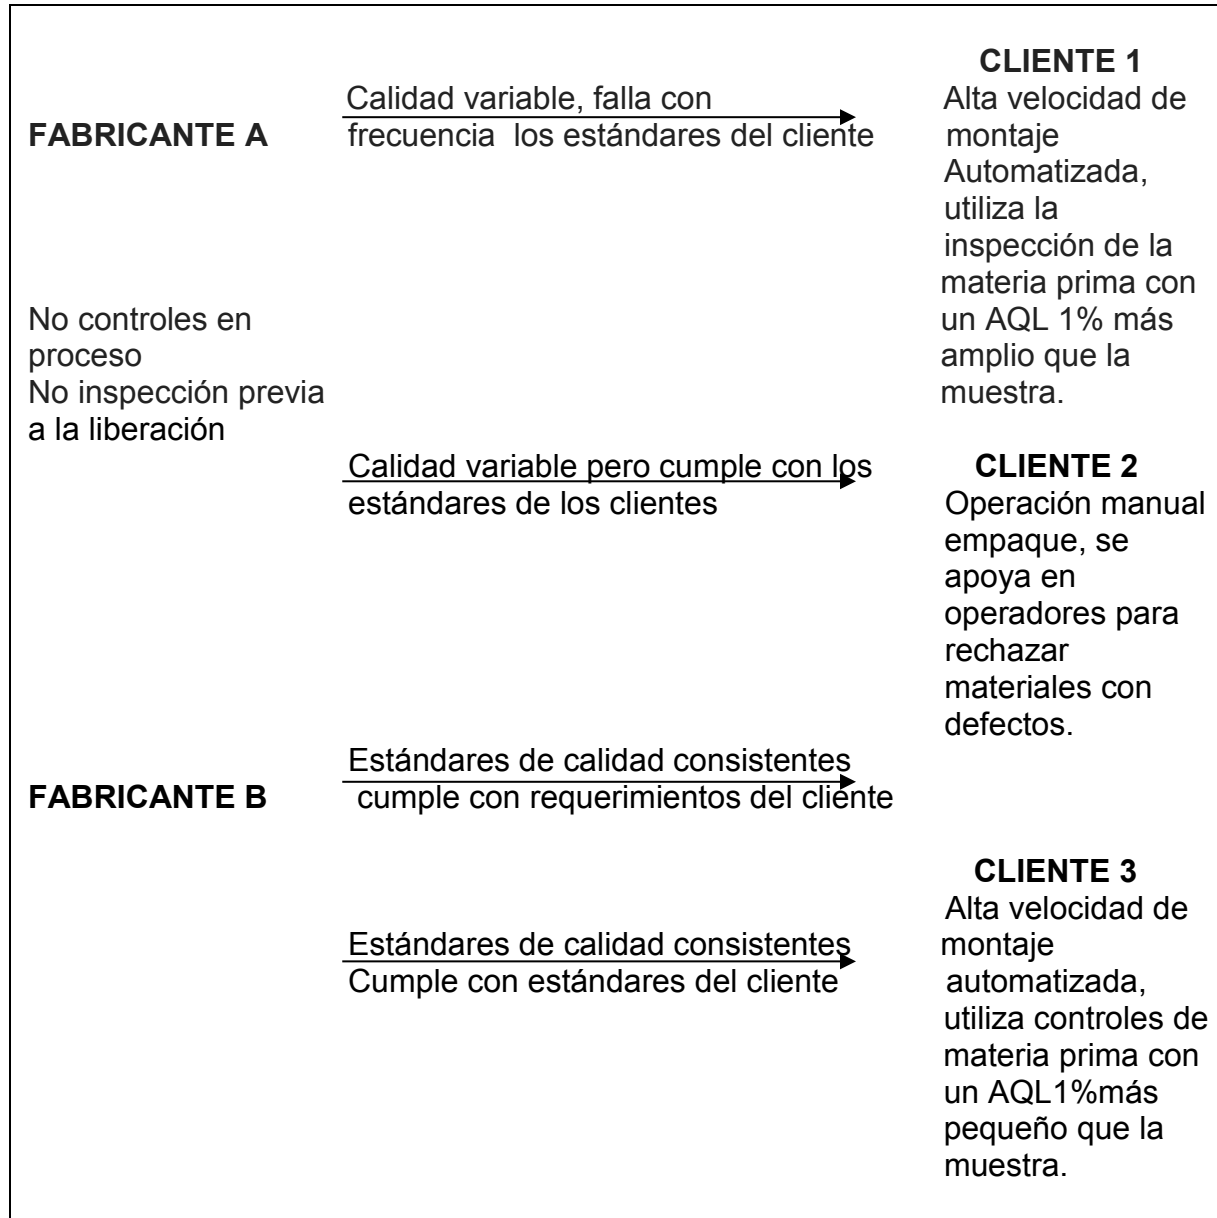 CLIENTE 1
Calidad variable, falla con
Alta velocidad de
FABRICANTE A
frecuencia los estándares del cliente
montaje
Automatizada,
utiliza la
inspección de la
materia prima con
un AQL 1% más
amplio que la
muestra.
No controles en
proceso
No inspección previa
a la liberación
Calidad variable pero cumple con los
estándares de los clientes
CLIENTE 2
Operación manual
empaque, se
apoya en
operadores para
rechazar
materiales con
defectos.
Estándares de calidad consistentes
FABRICANTE B
cumple con requerimientos del cliente
CLIENTE 3
Alta velocidad de
montaje
automatizada,
utiliza controles de
materia prima con
un AQL1%más
pequeño que la
muestra.
Estándares de calidad consistentes
Cumple con estándares del cliente